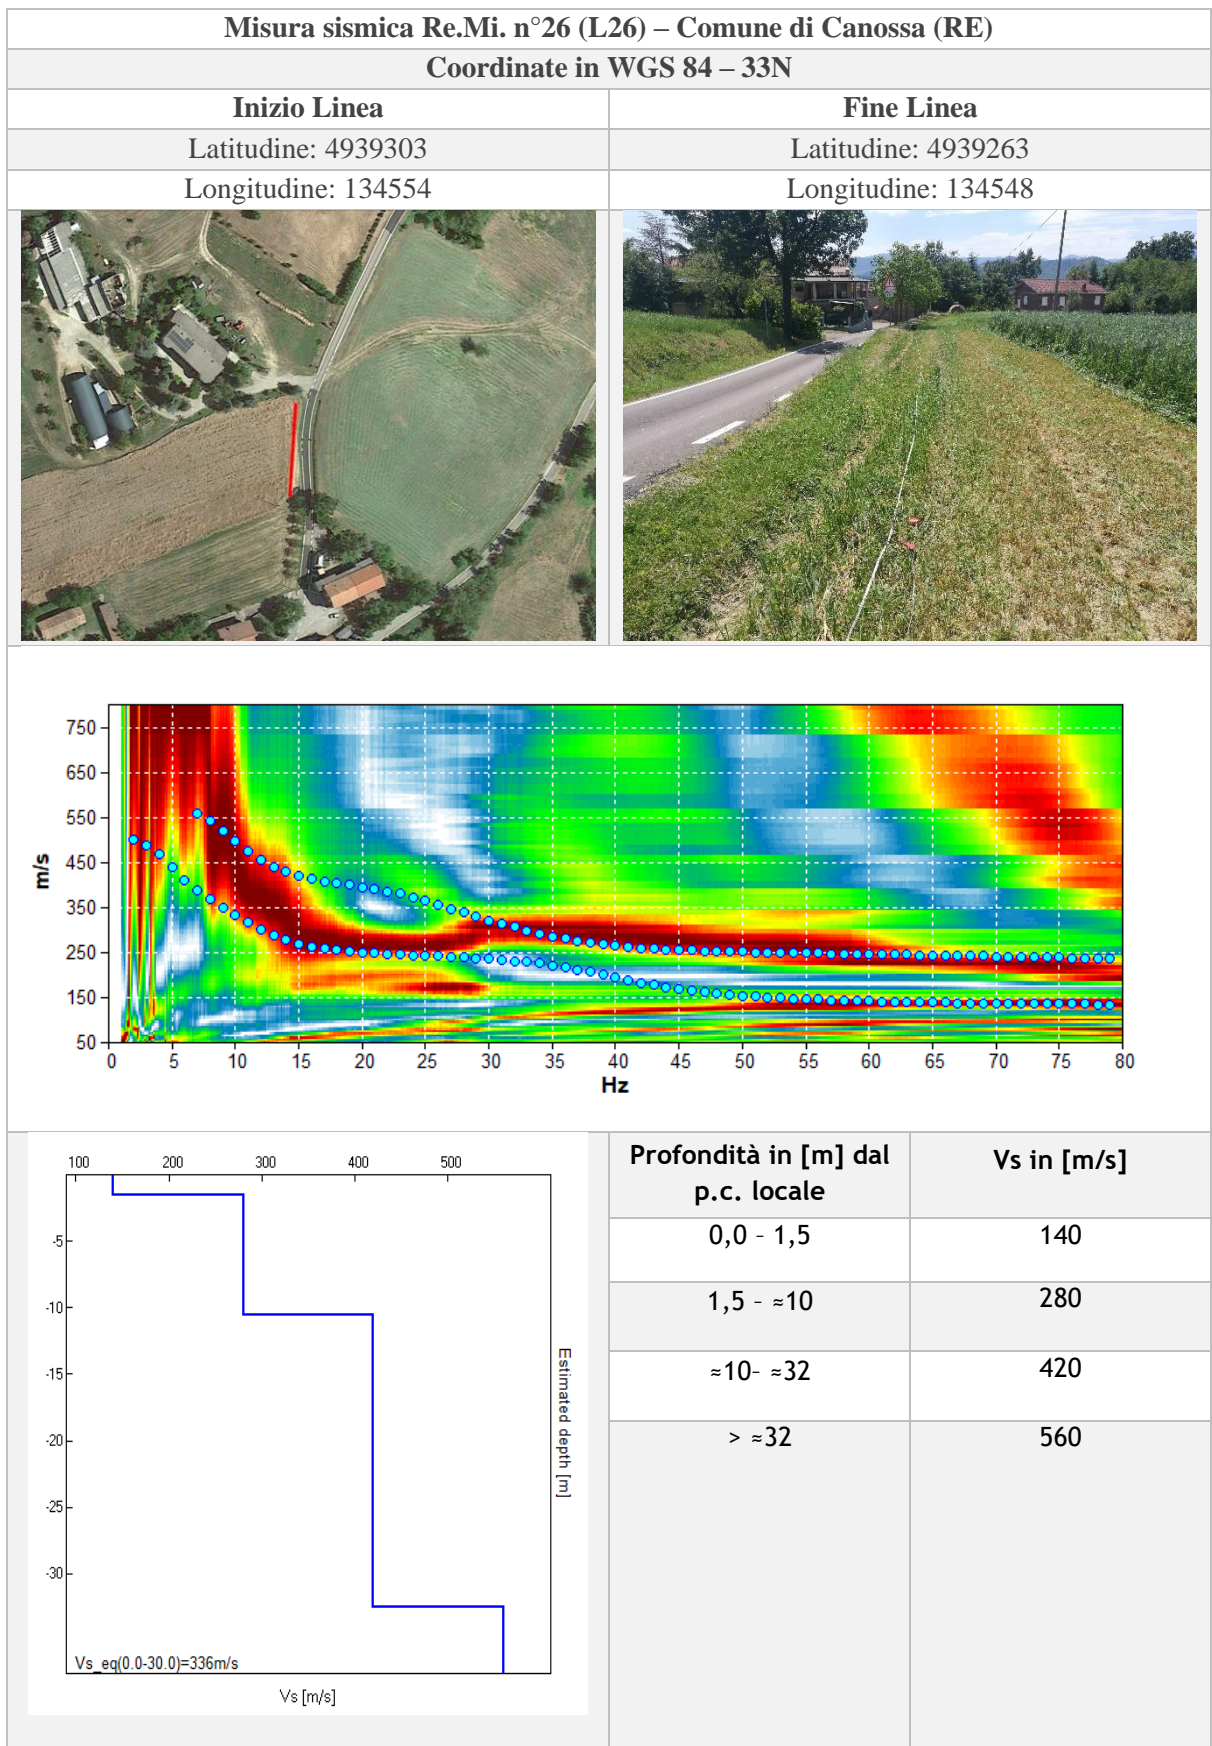 Misura sismica Re.Mi. n°26 (L26) – Comune di Canossa (RE)
Coordinate in WGS 84 – 33N
Inizio Linea
Fine Linea
Latitudine: 4939303
Latitudine: 4939263
Longitudine: 134554
Longitudine: 134548
750
650
550
450
350
250
150
50
m/s
0 5 10 15 20 25 30 35 40 45 50 55 60 65 70 75 80
Hz
100 200 300 400 500
-5
-10
-15
-20
-25
-30
Estimated depth [m]
Vs_eq(0.0-30.0)=336m/s
Vs [m/s]
Profondità in [m] dal
p.c. locale
Vs in [m/s]
0,0 – 1,5
140
1,5 – ≈10
280
≈10– ≈32
420
> ≈32
560